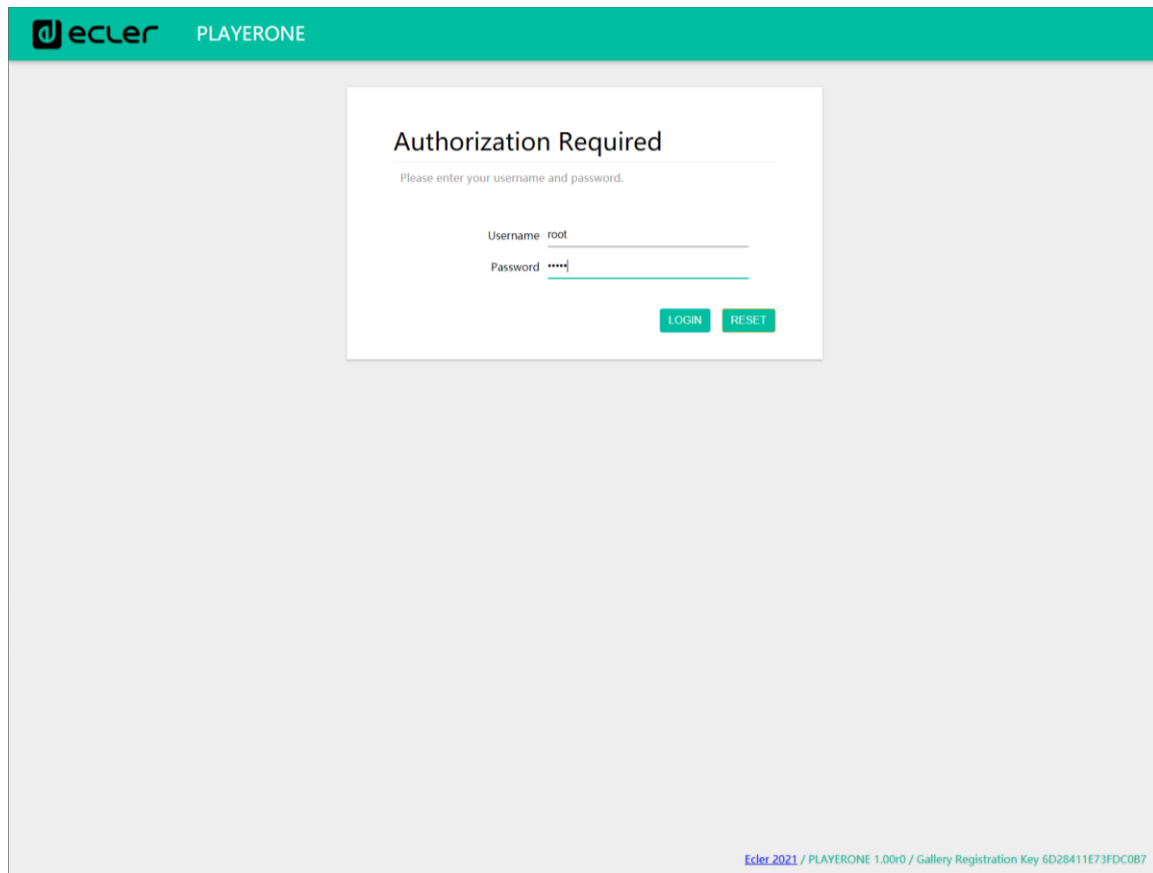 ecler PLAYERONE
Authorization Required
Please enter your username and password.
Username root
Password •••••
LOGIN RESET
Ecler 2021 / PLAYERONE 1.00r0 / Gallery Registration Key 6D28411E73FDC0B7